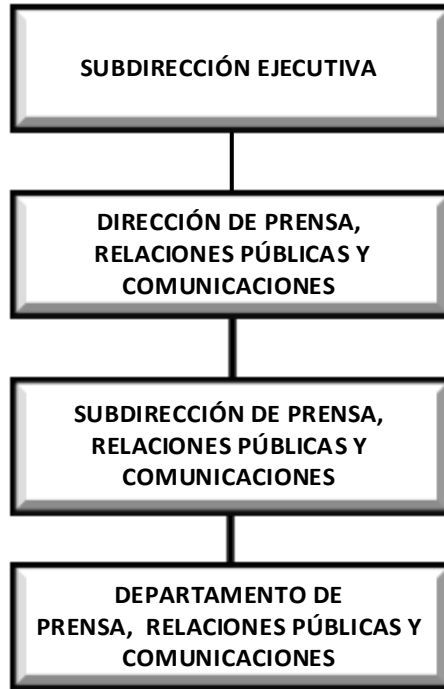 SUBDIRECCIÓN EJECUTIVA
DIRECCIÓN DE PRENSA,
RELACIONES PÚBLICAS Y
COMUNICACIONES
SUBDIRECCIÓN DE PRENSA,
RELACIONES PÚBLICAS Y
COMUNICACIONES
DEPARTAMENTO DE
PRENSA, RELACIONES PÚBLICAS Y
COMUNICACIONES